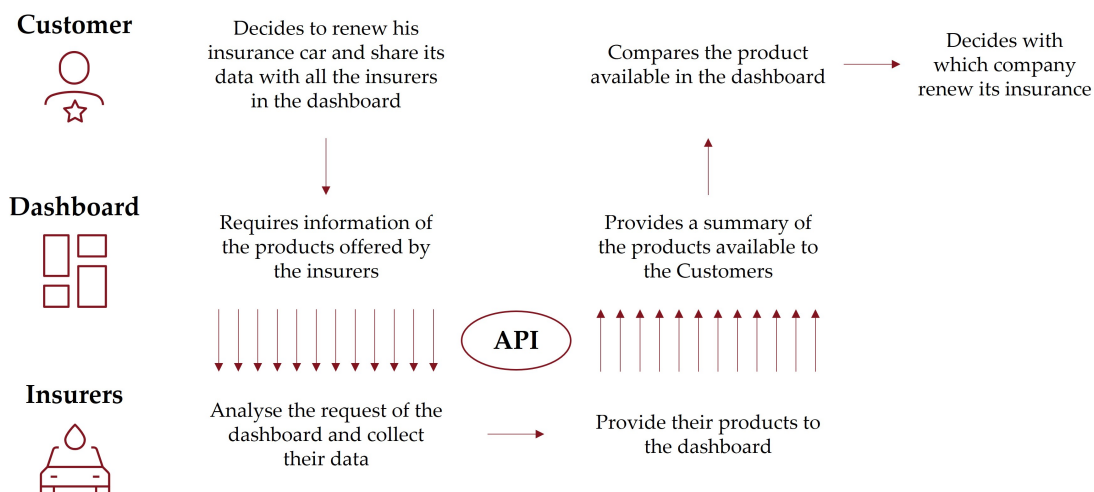 Customer
Decides to renew his
insurance car and share its
data with all the insurers
in the dashboard
Compares the product
available in the dashboard
Decides with
which company
renew its insurance
Dashboard
Requires information of
the products offered by
the insurers
Provides a summary of
the products available to
the Customers
API
Insurers
Analyse the request of the
dashboard and collect
their data
Provide their products to
the dashboard